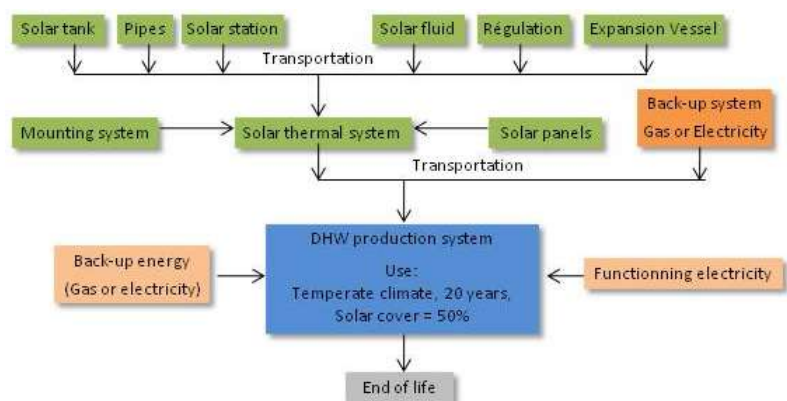 Solar tank
Pipes
Solar station
Solar fluid
Régulation
Expansion Vessel
Transportation
Back-up system
Gas or Electricity
Mounting system
Solar thermal system
Solar panels
Transportation
DHW production system
Use:
Temperate climate, 20 years,
Solar cover = 50%
Back-up energy
(Gas or electricity)
Functionning electricity
End of life